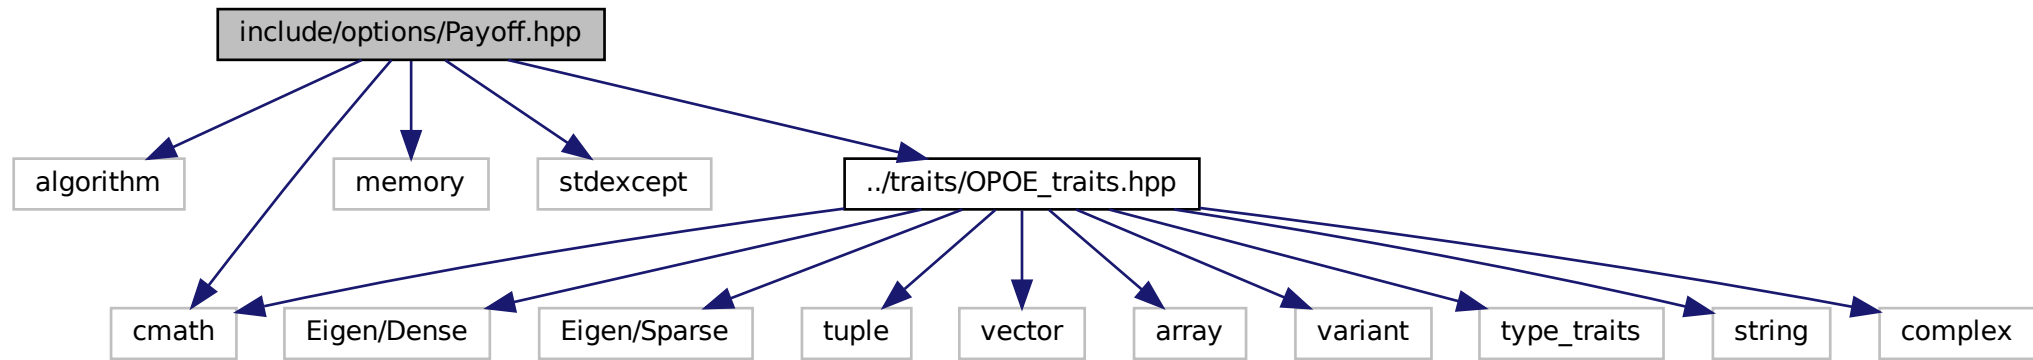 include/options/Payoff.hpp
algorithm
memory
stdexcept
../traits/OPOE_traits.hpp
cmath
Eigen/Dense
Eigen/Sparse
tuple
vector
array
variant
type_traits
string
complex